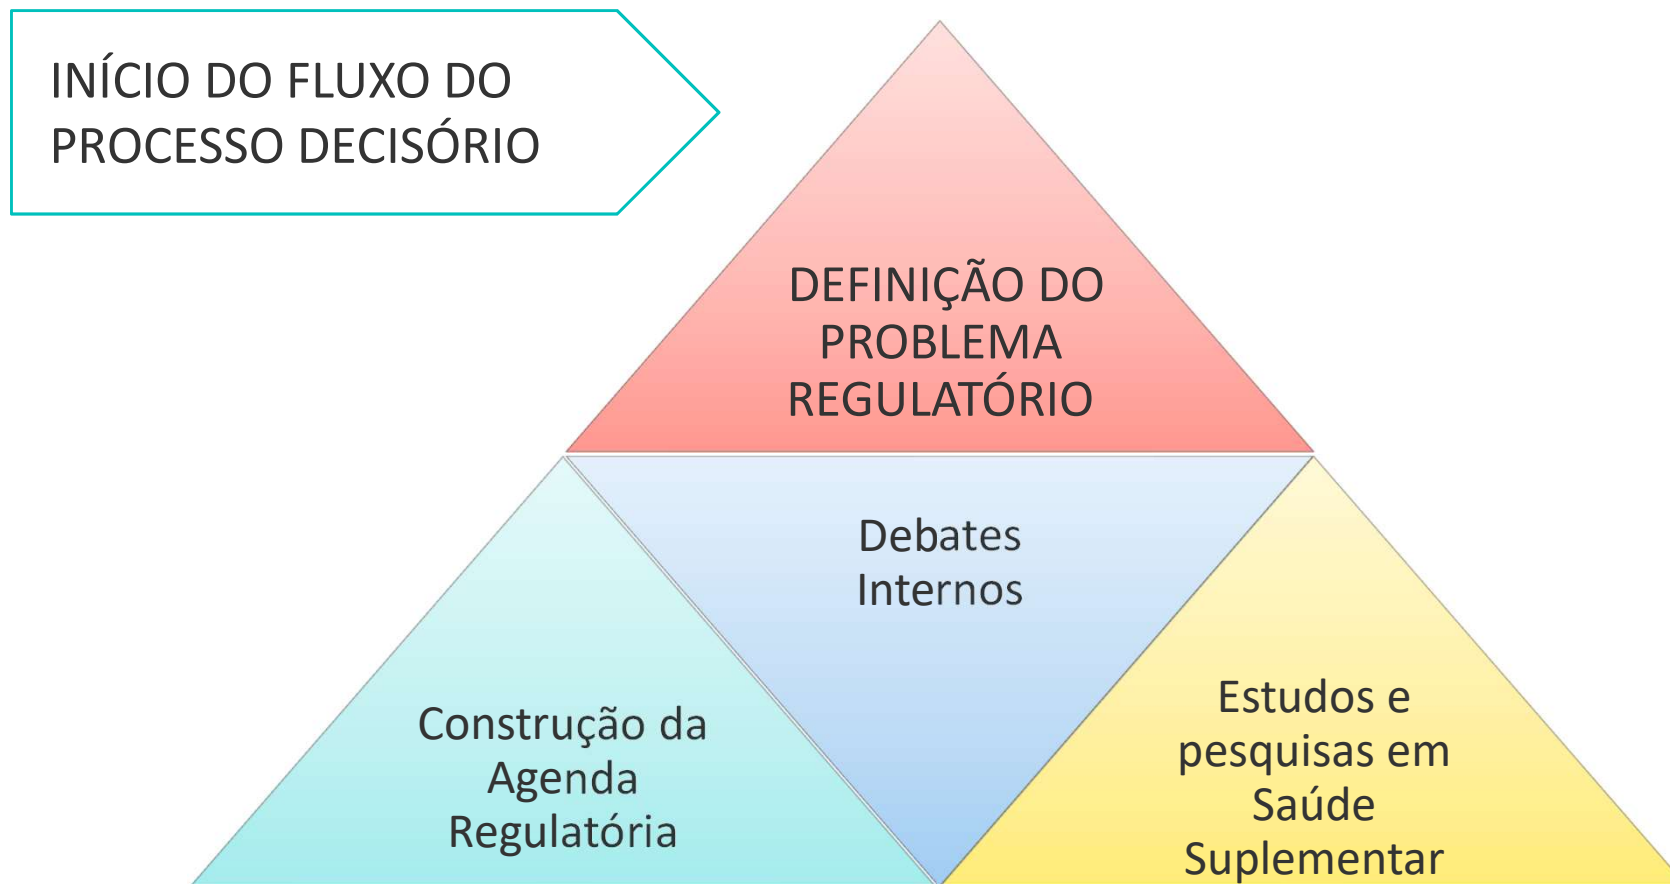 INÍCIO DO FLUXO DO
PROCESSO DECISÓRIO
DEFINIÇÃO DO
PROBLEMA
REGULATÓRIO
Debates
Internos
Construção da
Agenda
Regulatória
Estudos e
pesquisas em
Saúde
Suplementar